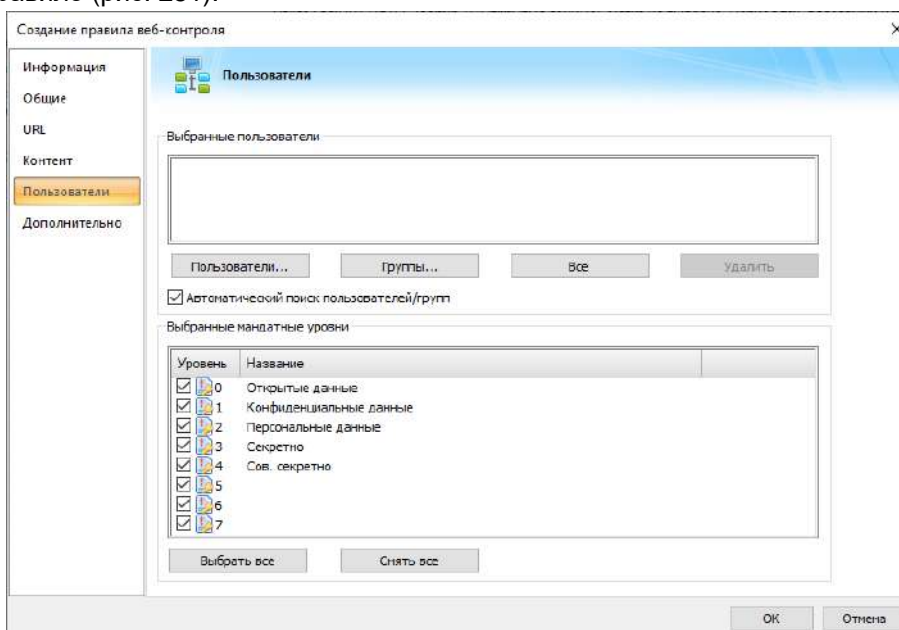 Создание правила веб-контроля
Информация
Общие
URL
Контент
Пользователи
Дополнительно
Пользователи
Выбранные пользователи
Пользователи...
Группы...
Все
Удалить
Автоматический поиск пользователей/групп
Выбранные мандатные уровни
Уровень Название
0 Открытые данные
1 Конфиденциальные данные
2 Персональные данные
3 Секретно
4 Сов. секретно
5
6
7
Выбрать все
Снять все
ОК
Отмена